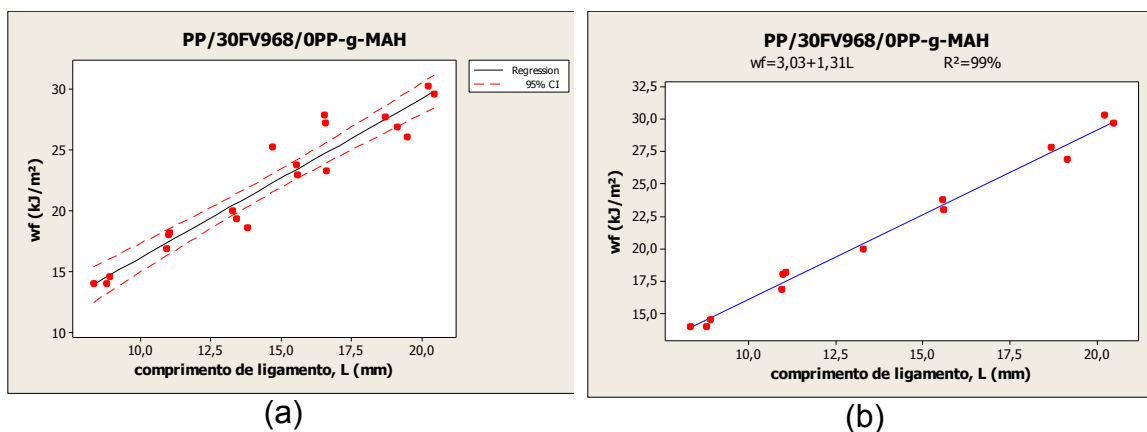 PP/30FV968/0PP-g-MAH
Regression
95% CI
30
25
20
15
10
wf (kJ/m²)
10,0 12,5 15,0 17,5 20,0
comprimento de ligamento, L (mm)
(a)
PP/30FV968/0PP-g-MAH
wf=3,03+1,31L R²=99%
32,5
30,0
27,5
25,0
22,5
20,0
17,5
15,0
wf (kJ/m²)
10,0 12,5 15,0 17,5 20,0
comprimento de ligamento, L (mm)
(b)